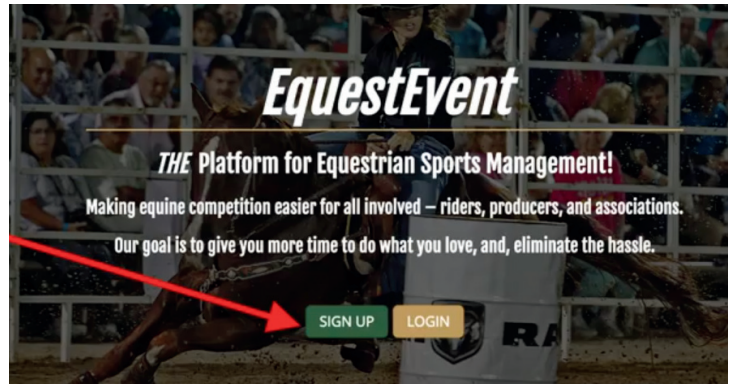 EquestEvent
THE Platform for Equestrian Sports Management!
Making equine competition easier for all involved – riders, producers, and associations.
Our goal is to give you more time to do what you love, and, eliminate the hassle.
SIGN UP LOGIN
RA